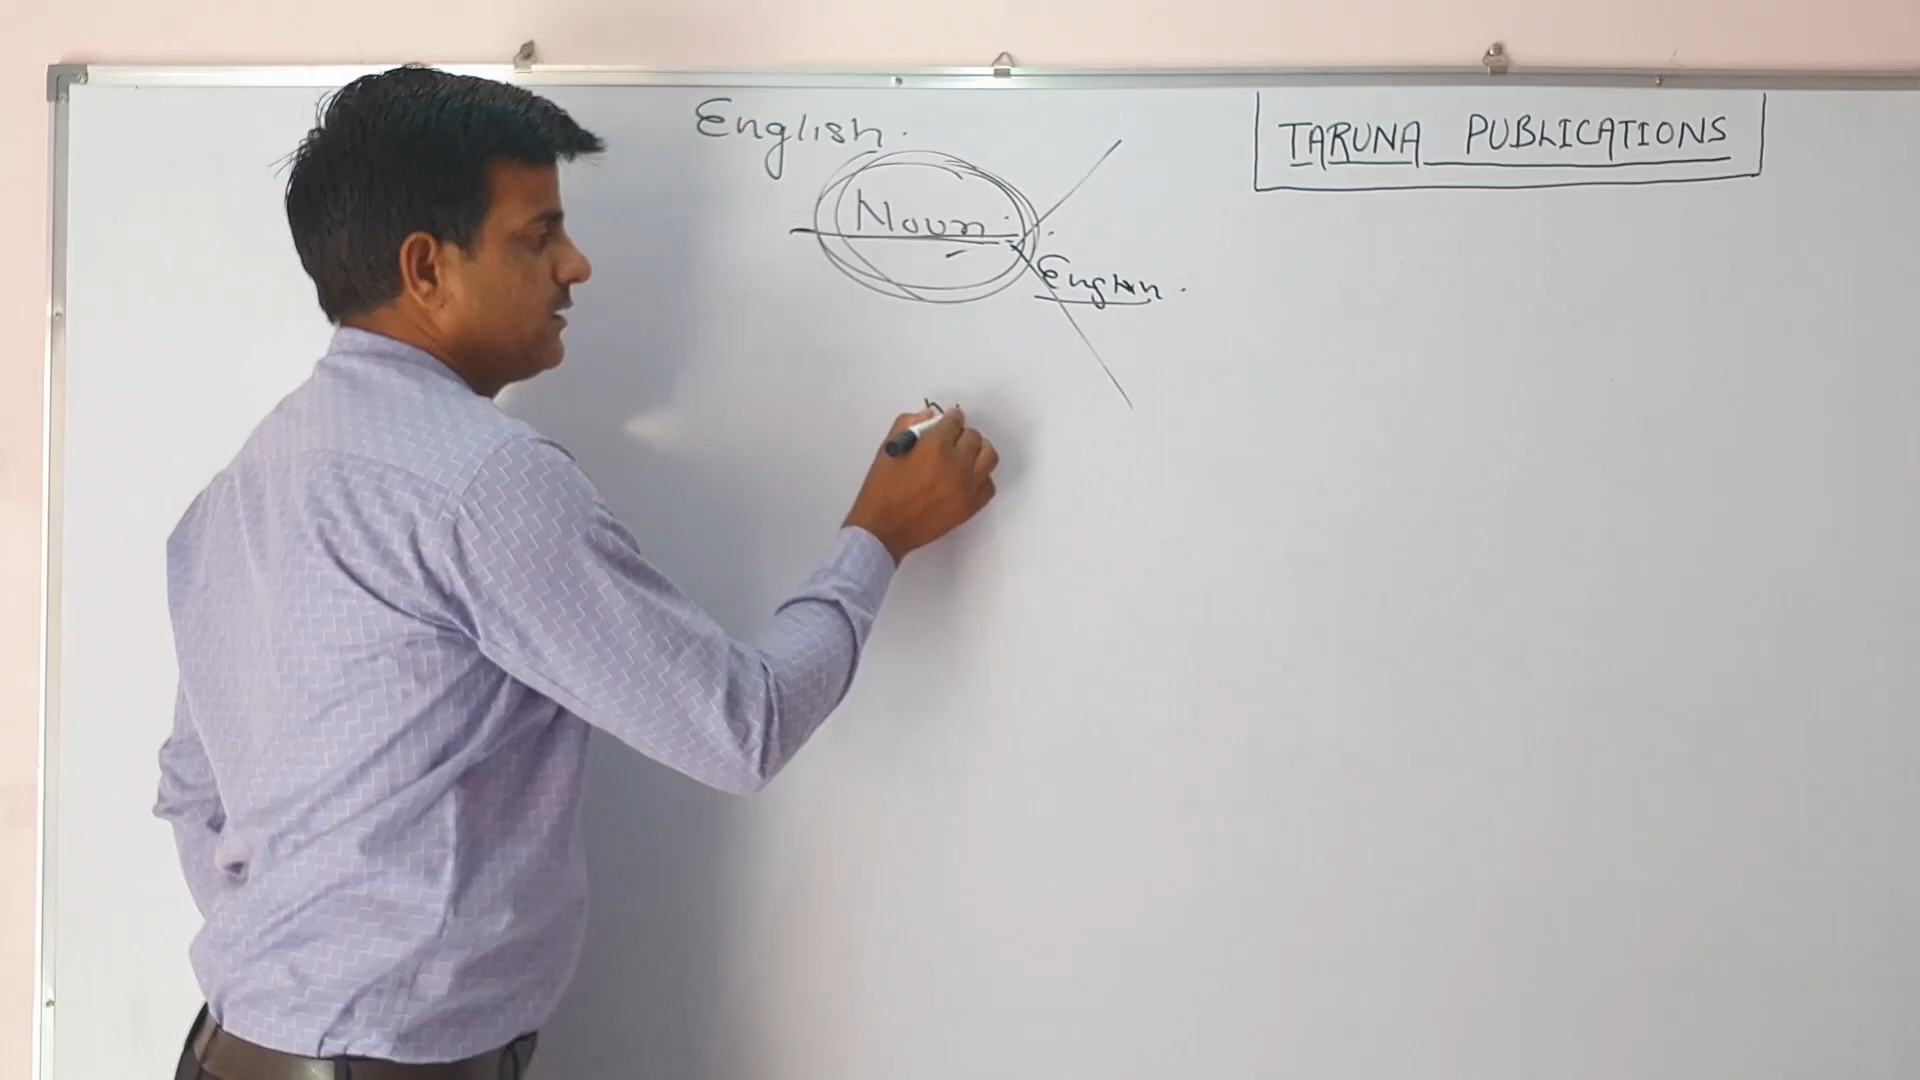 English.
TARUNA PUBLICATIONS
Noun.
English.